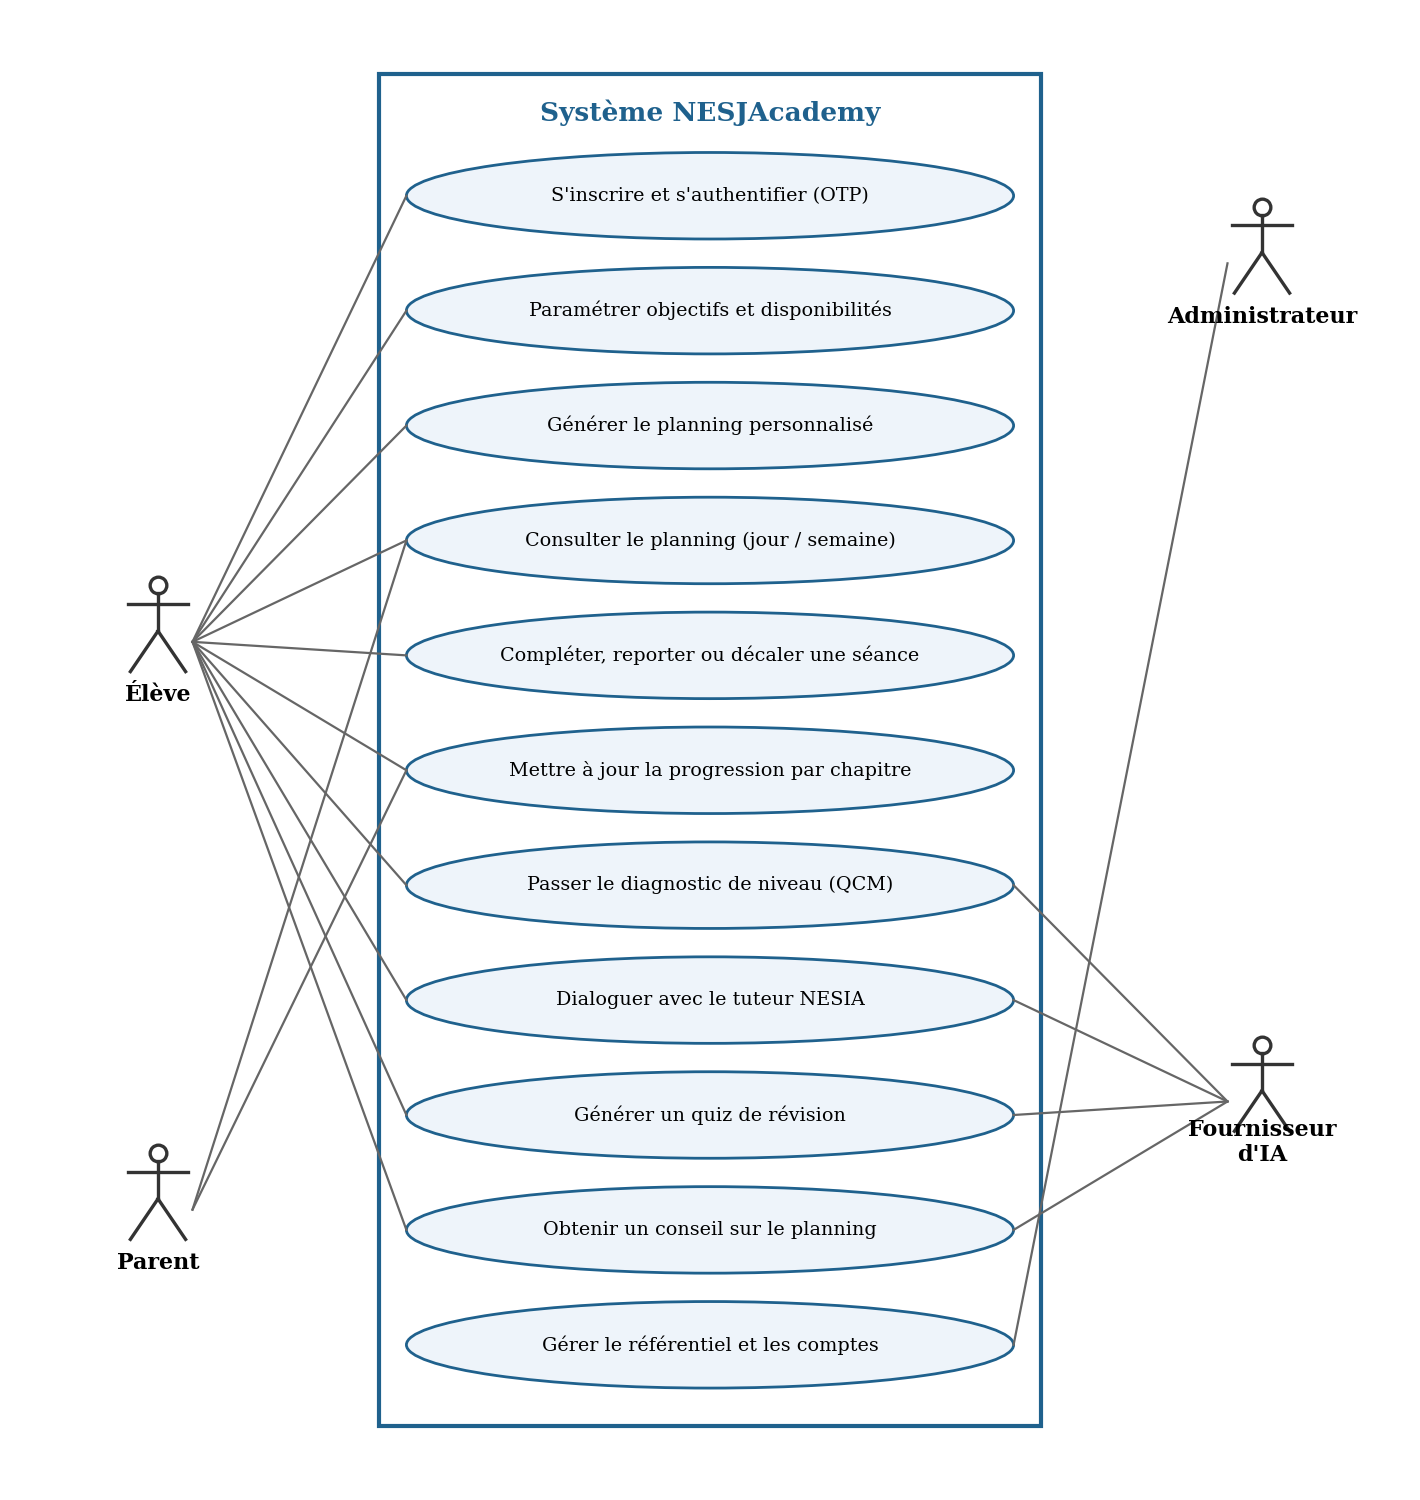 Système NESJAcademy
S'inscrire et s'authentifier (OTP)
Paramétrer objectifs et disponibilités
Générer le planning personnalisé
Consulter le planning (jour / semaine)
Compléter, reporter ou décaler une séance
Mettre à jour la progression par chapitre
Passer le diagnostic de niveau (QCM)
Dialoguer avec le tuteur NESIA
Générer un quiz de révision
Obtenir un conseil sur le planning
Gérer le référentiel et les comptes
Élève
Parent
Administrateur
Fournisseur
d'IA